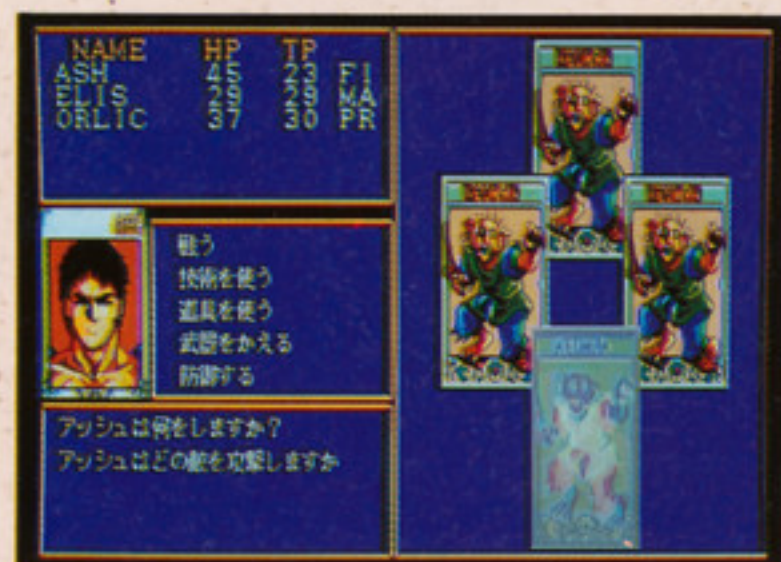 NAME HP TP
ASH 45 23 FI
ELIS 29 29 MA
ORLIC 37 30 PR
戦う
技術を使う
道具を使う
武器をかえる
防御する
アッシュは何をしますか?
アッシュはどの敵を攻撃しますか